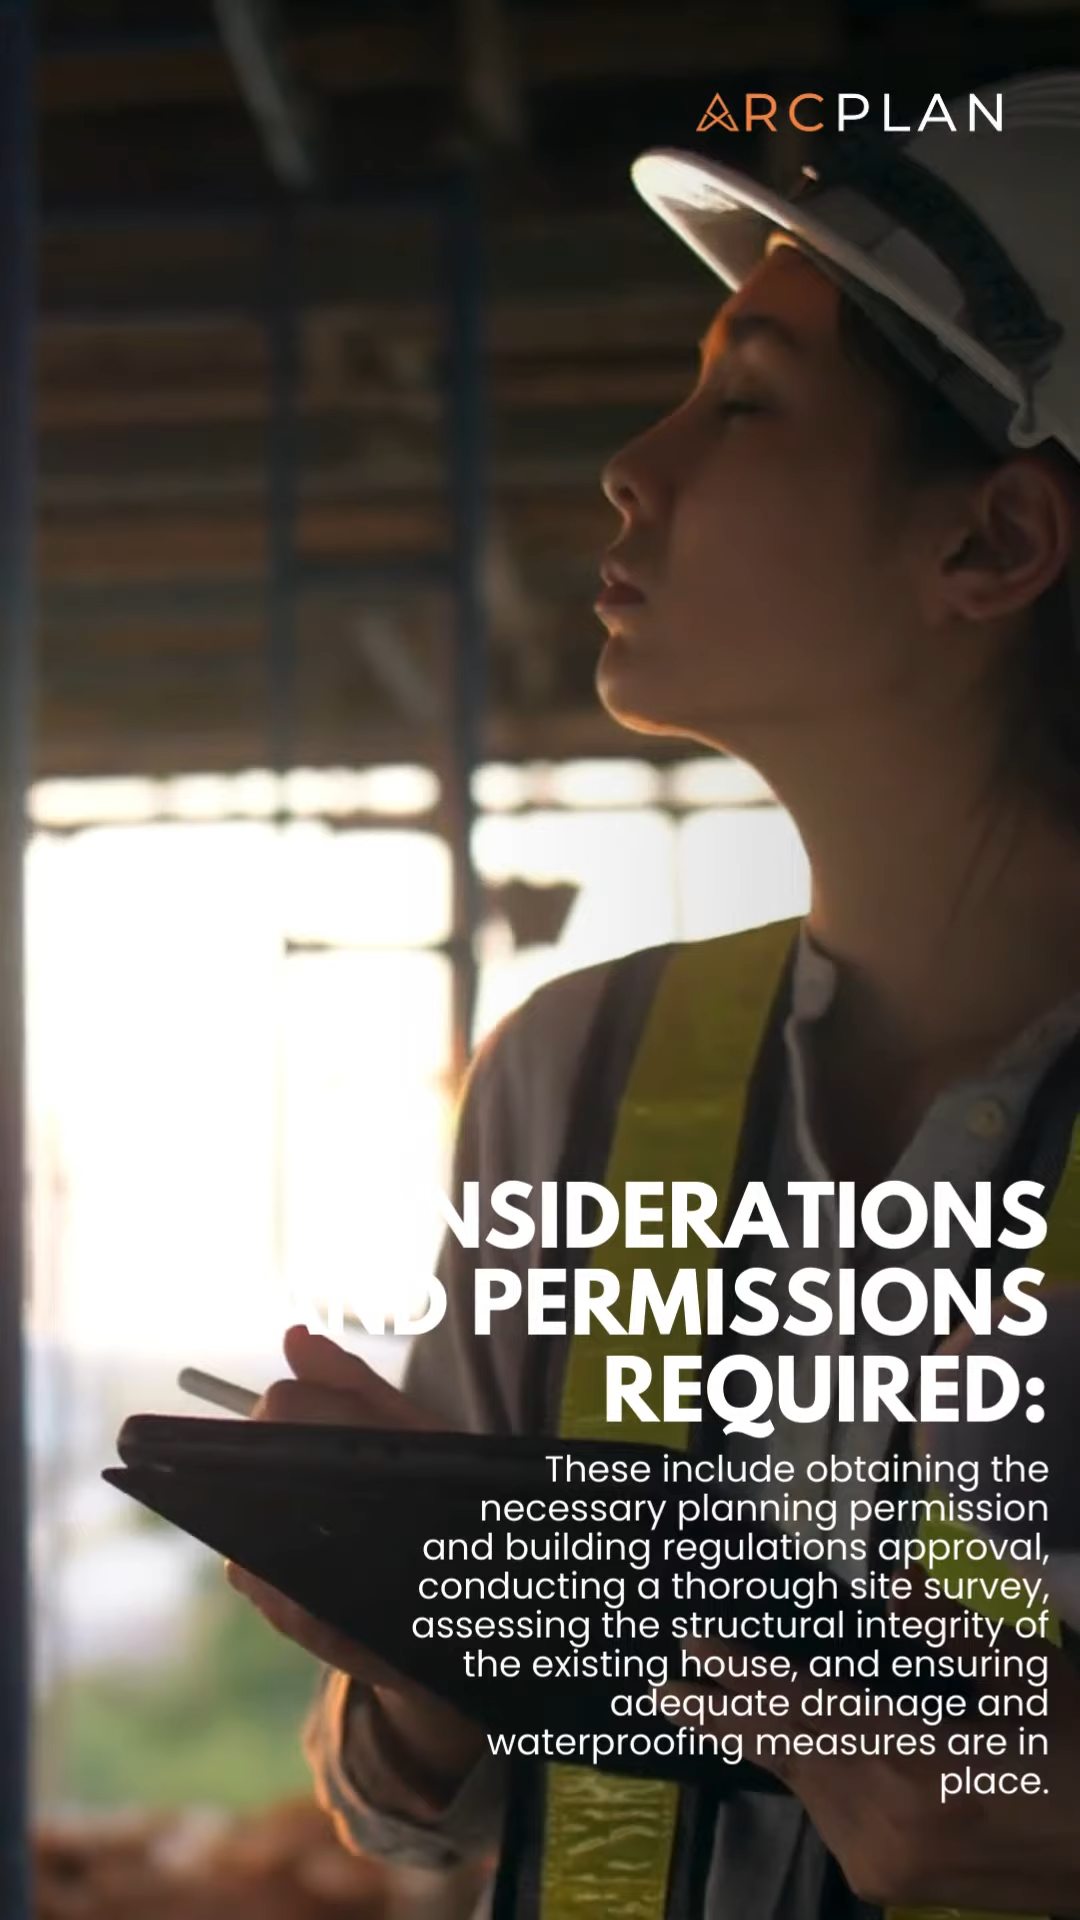 ARCPLAN
NSIDERATIONS
AND PERMISSIONS
REQUIRED:
These include obtaining the
necessary planning permission
and building regulations approval,
conducting a thorough site survey,
assessing the structural integrity of
the existing house, and ensuring
adequate drainage and
waterproofing measures are in
place.